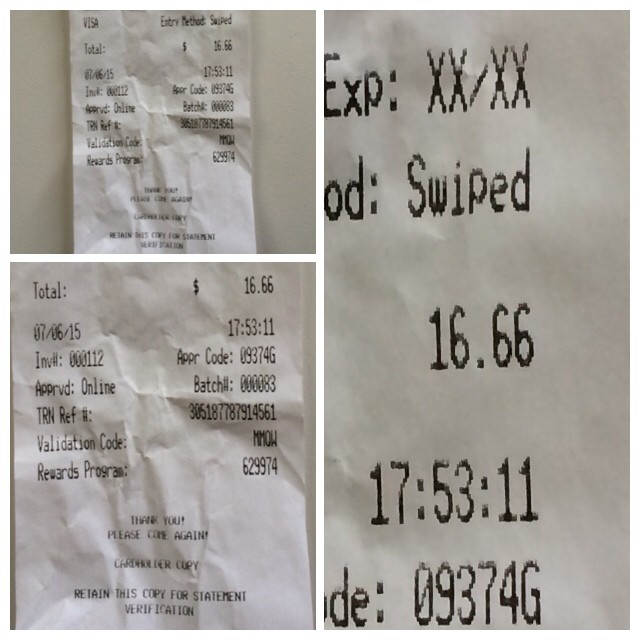 VISA Entry Method: Swiped
Total: $ 16.66
07/06/15 17:53:11
Inv#: 000112 Appr Code: 09374G
Apprvd: Online Batch#: 000083
TRN Ref #: 305187787914561
Validation Code: MMOW
Rewards Program: 629974
THANK YOU!
PLEASE COME AGAIN!
CARDHOLDER COPY
RETAIN THIS COPY FOR STATEMENT
VERIFICATION
Total: $ 16.66
07/06/15 17:53:11
Inv#: 000112 Appr Code: 09374G
Apprvd: Online Batch#: 000083
TRN Ref #: 305187787914561
Validation Code: MMOW
Rewards Program: 629974
THANK YOU!
PLEASE COME AGAIN!
CARDHOLDER COPY
RETAIN THIS COPY FOR STATEMENT
VERIFICATION
Exp: XX/XX
od: Swiped
16.66
17:53:11
de: 09374G